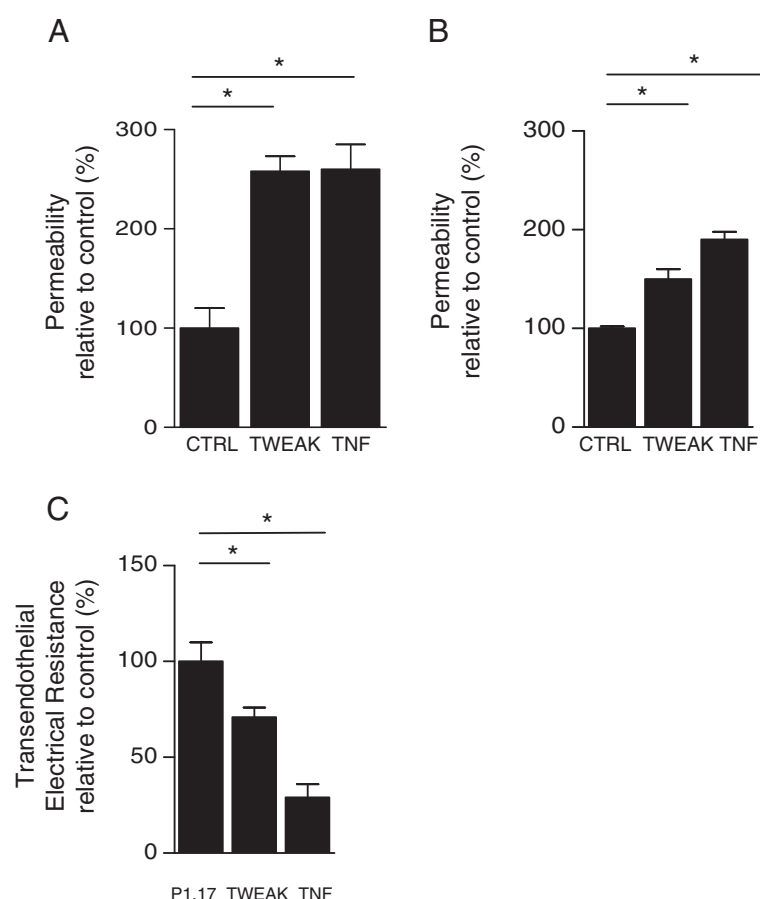 A
*
*
Permeability
relative to control (%)
300
200
100
0
CTRL TWEAK TNF
B
*
*
Permeability
relative to control (%)
300
200
100
0
CTRL TWEAK TNF
C
*
*
Transendothelial
Electrical Resistance
relative to control (%)
150
100
50
0
P1.17 TWEAK TNF